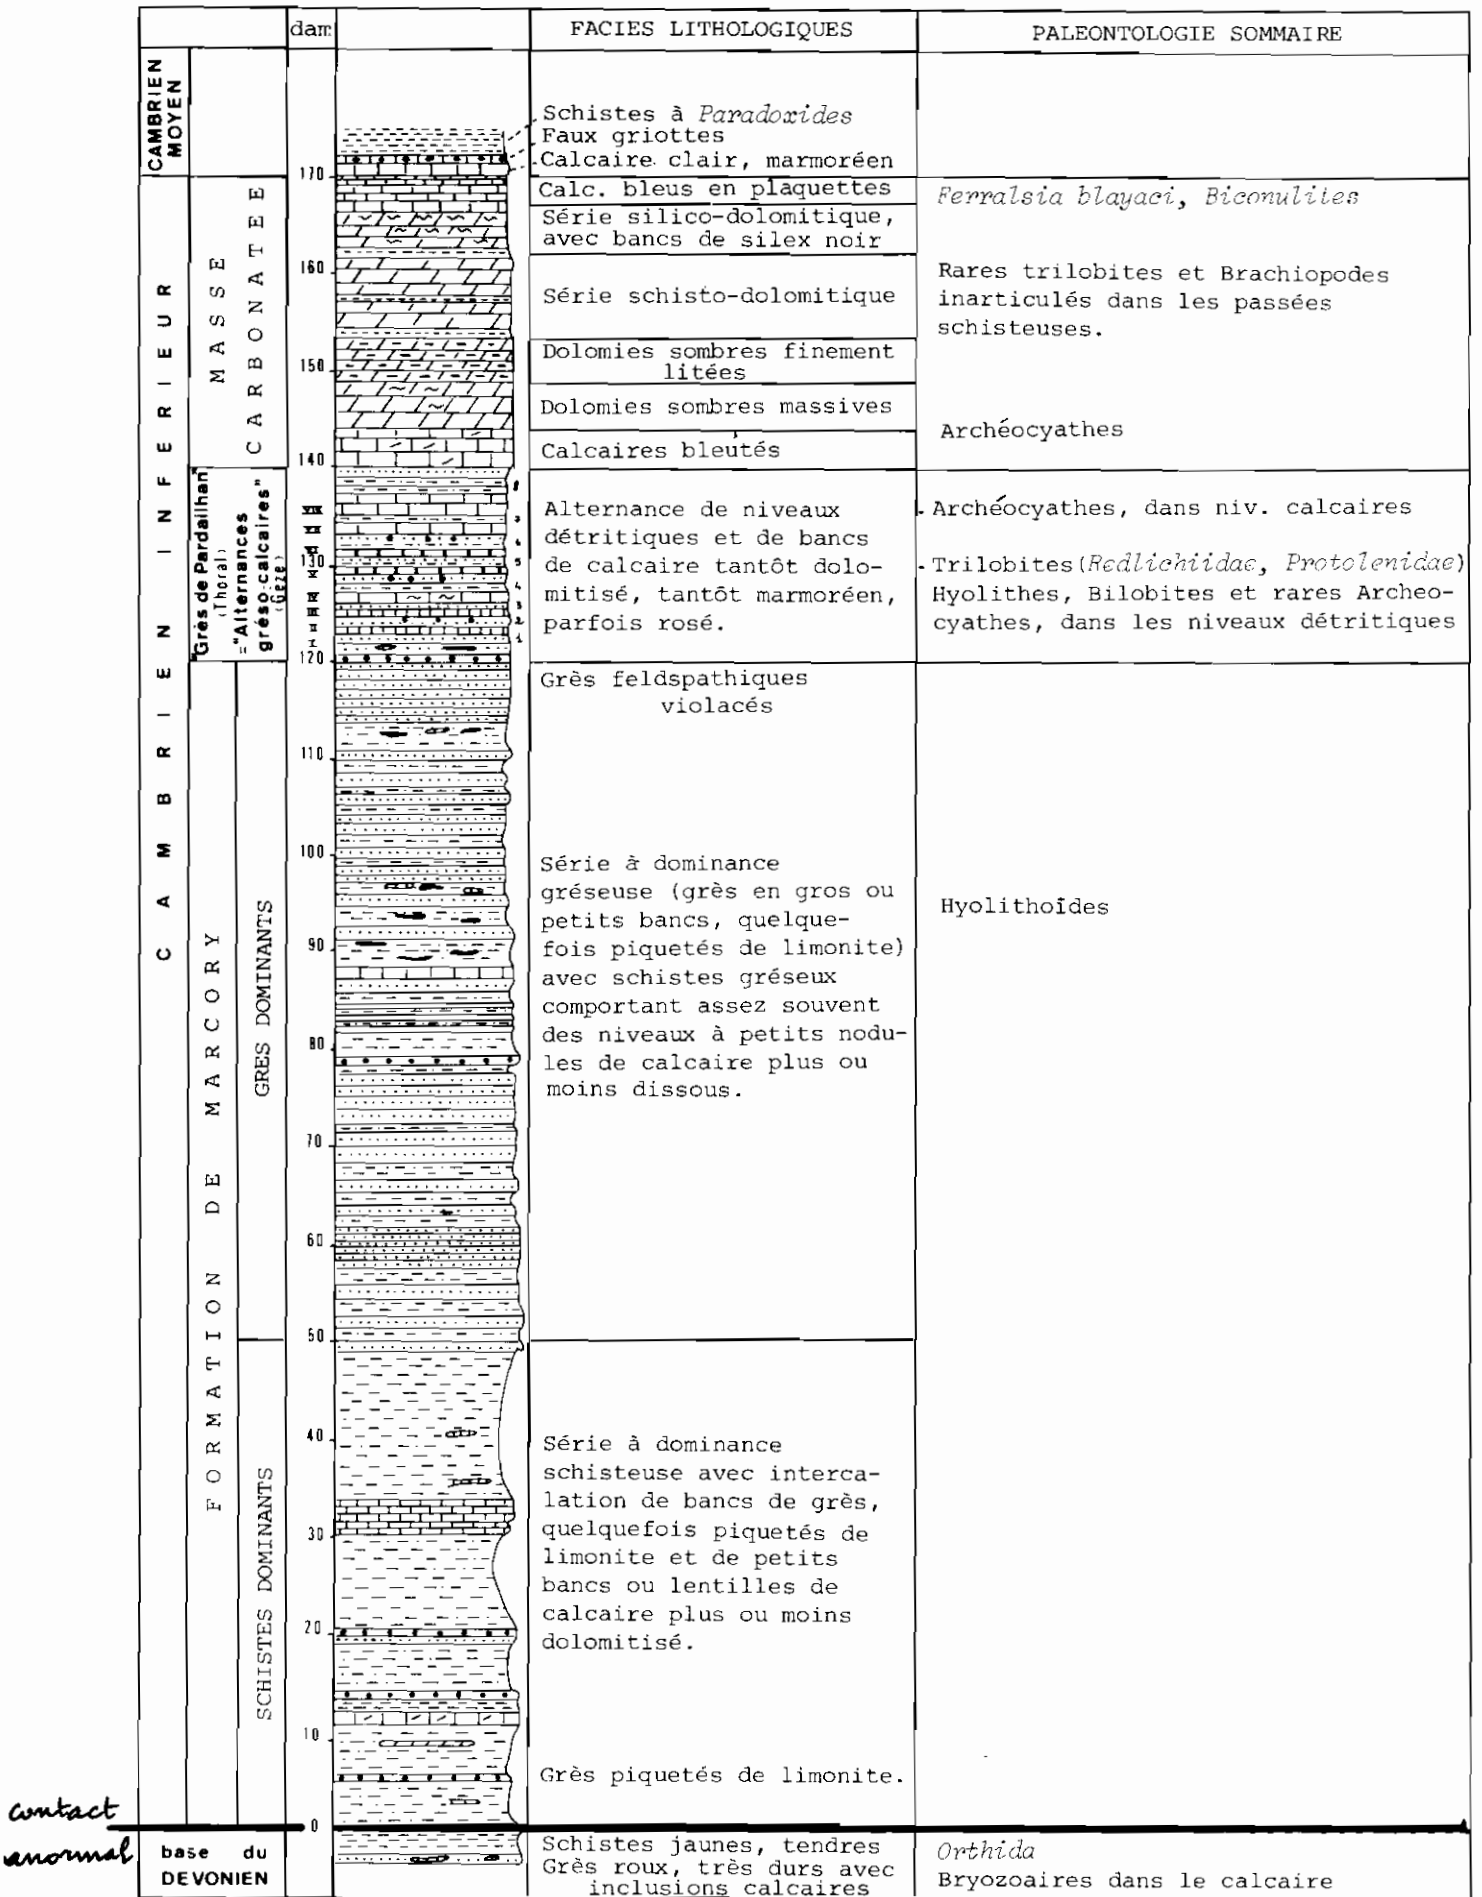 dam
FACIES LITHOLOGIQUES
PALEONTOLOGIE SOMMAIRE
CAMBRIEN
MOYEN
Schistes à Paradoxides
Faux griottes
Calcaire clair, marmoréen
170
CAMBRIEN INFERIEUR
MASSE
CARBONATEE
Calc. bleus en plaquettes
Ferralsia blayaci, Biconulites
Série silico-dolomitique,
avec bancs de silex noir
160
Série schisto-dolomitique
Rares trilobites et Brachiopodes
inarticulés dans les passées
schisteuses.
150
Dolomies sombres finement
litées
Dolomies sombres massives
Archéocyathes
Calcaires bleutés
140
"Grès de Pardailhan"
(Thoral)
="Alternances
gréso-calcaires"
(Gèze)
130
Alternance de niveaux
détritiques et de bancs
de calcaire tantôt dolo-
mitisé, tantôt marmoréen,
parfois rosé.
- Archéocyathes, dans niv. calcaires
- Trilobites (Redlichiidae, Protolenidae)
Hyolithes, Bilobites et rares Archeo-
cyathes, dans les niveaux détritiques
120
FORMATION DE MARCORY
GRES DOMINANTS
Grès feldspathiques
violacés
110
100
Série à dominance
gréseuse (grès en gros ou
petits bancs, quelque-
fois piquetés de limonite)
avec schistes gréseux
comportant assez souvent
des niveaux à petits nodu-
les de calcaire plus ou
moins dissous.
Hyolithoïdes
90
80
70
60
50
SCHISTES DOMINANTS
40
Série à dominance
schisteuse avec interca-
lation de bancs de grès,
quelquefois piquetés de
limonite et de petits
bancs ou lentilles de
calcaire plus ou moins
dolomitisé.
30
20
10
Grès piquetés de limonite.
0
contact
anormal
base du
DEVONIEN
Schistes jaunes, tendres
Grès roux, très durs avec
inclusions calcaires
Orthida
Bryozoaires dans le calcaire